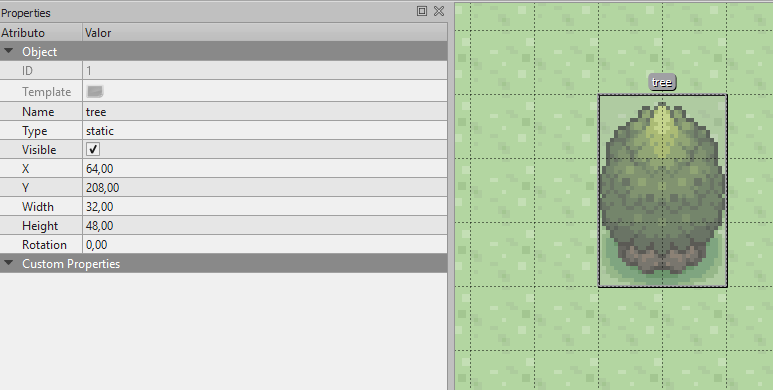 Properties
Atributo Valor
Object
ID 1
Template
Name tree
Type static
Visible
X 64,00
Y 208,00
Width 32,00
Height 48,00
Rotation 0,00
Custom Properties
tree